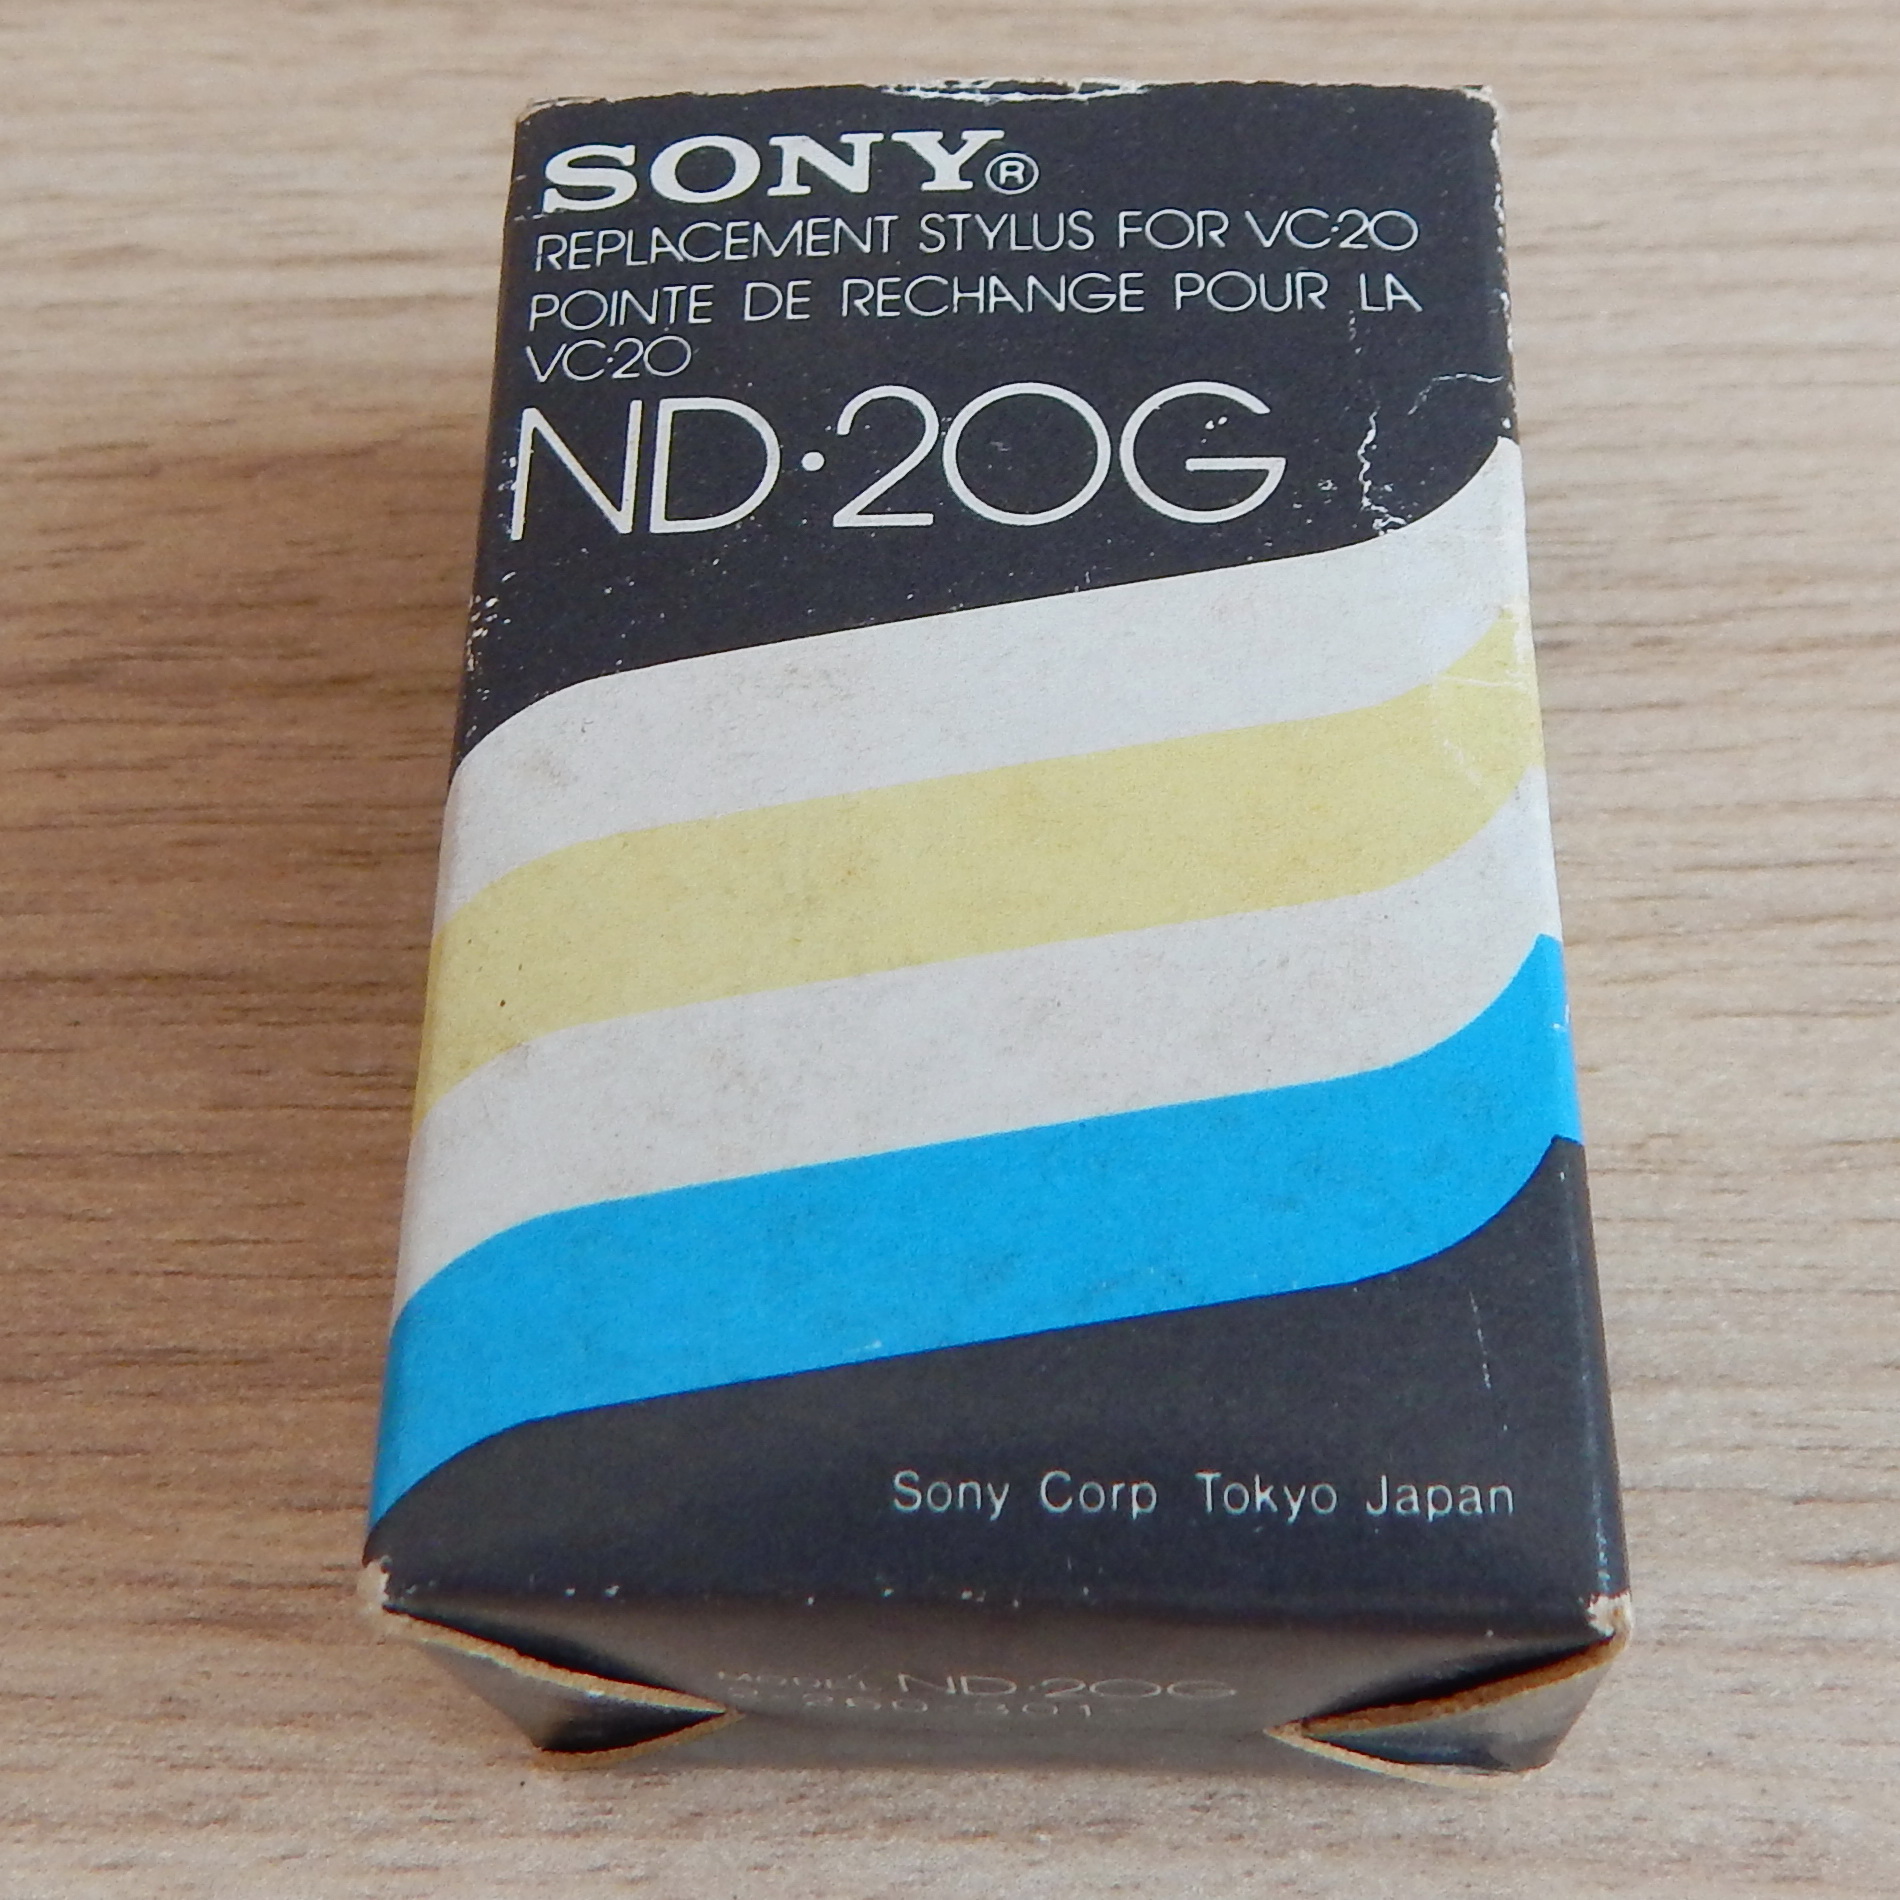 SONY®
REPLACEMENT STYLUS FOR VC·20
POINTE DE RECHANGE POUR LA
VC·20
ND·20G
Sony Corp Tokyo Japan
MODEL ND·20G